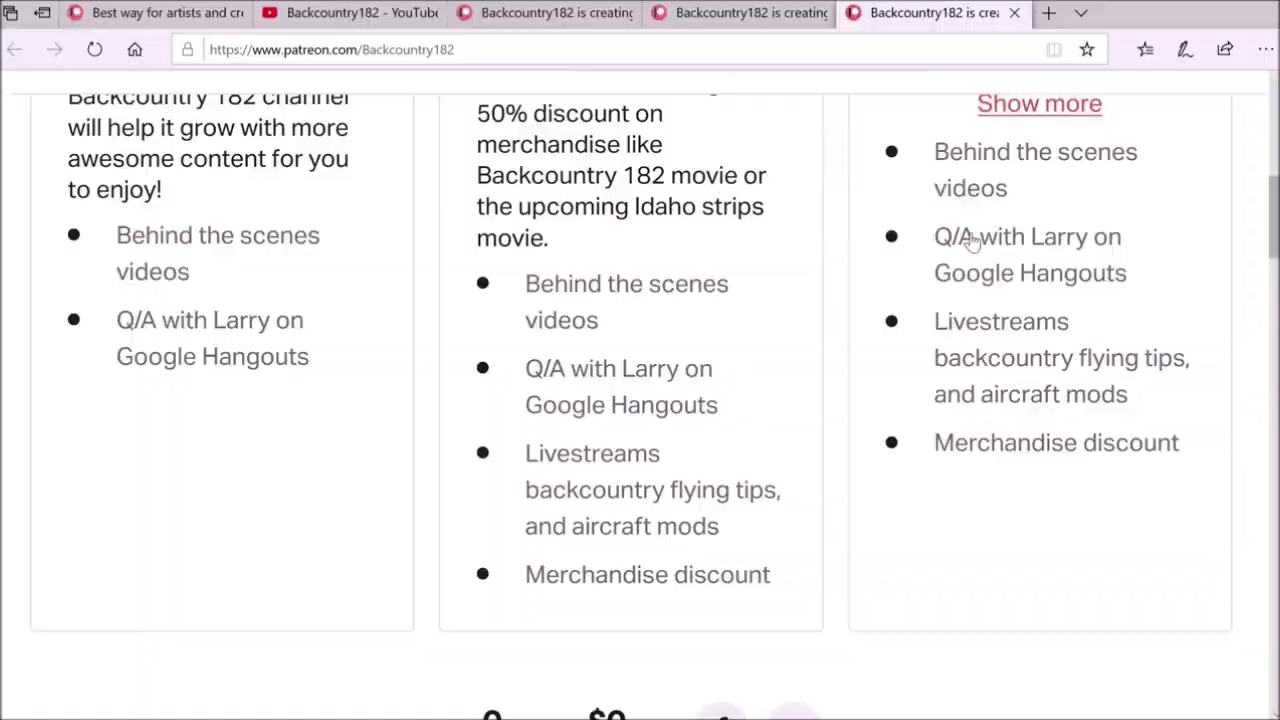 Best way for artists and cr
Backcountry182 - YouTube
Backcountry182 is creating
Backcountry182 is creating
Backcountry182 is crea
https://www.patreon.com/Backcountry182
Backcountry 182 channel
will help it grow with more
awesome content for you
to enjoy!
Behind the scenes
videos
Q/A with Larry on
Google Hangouts
50% discount on
merchandise like
Backcountry 182 movie or
the upcoming Idaho strips
movie.
Behind the scenes
videos
Q/A with Larry on
Google Hangouts
Livestreams
backcountry flying tips,
and aircraft mods
Merchandise discount
Show more
Behind the scenes
videos
Q/A with Larry on
Google Hangouts
Livestreams
backcountry flying tips,
and aircraft mods
Merchandise discount
0 $0